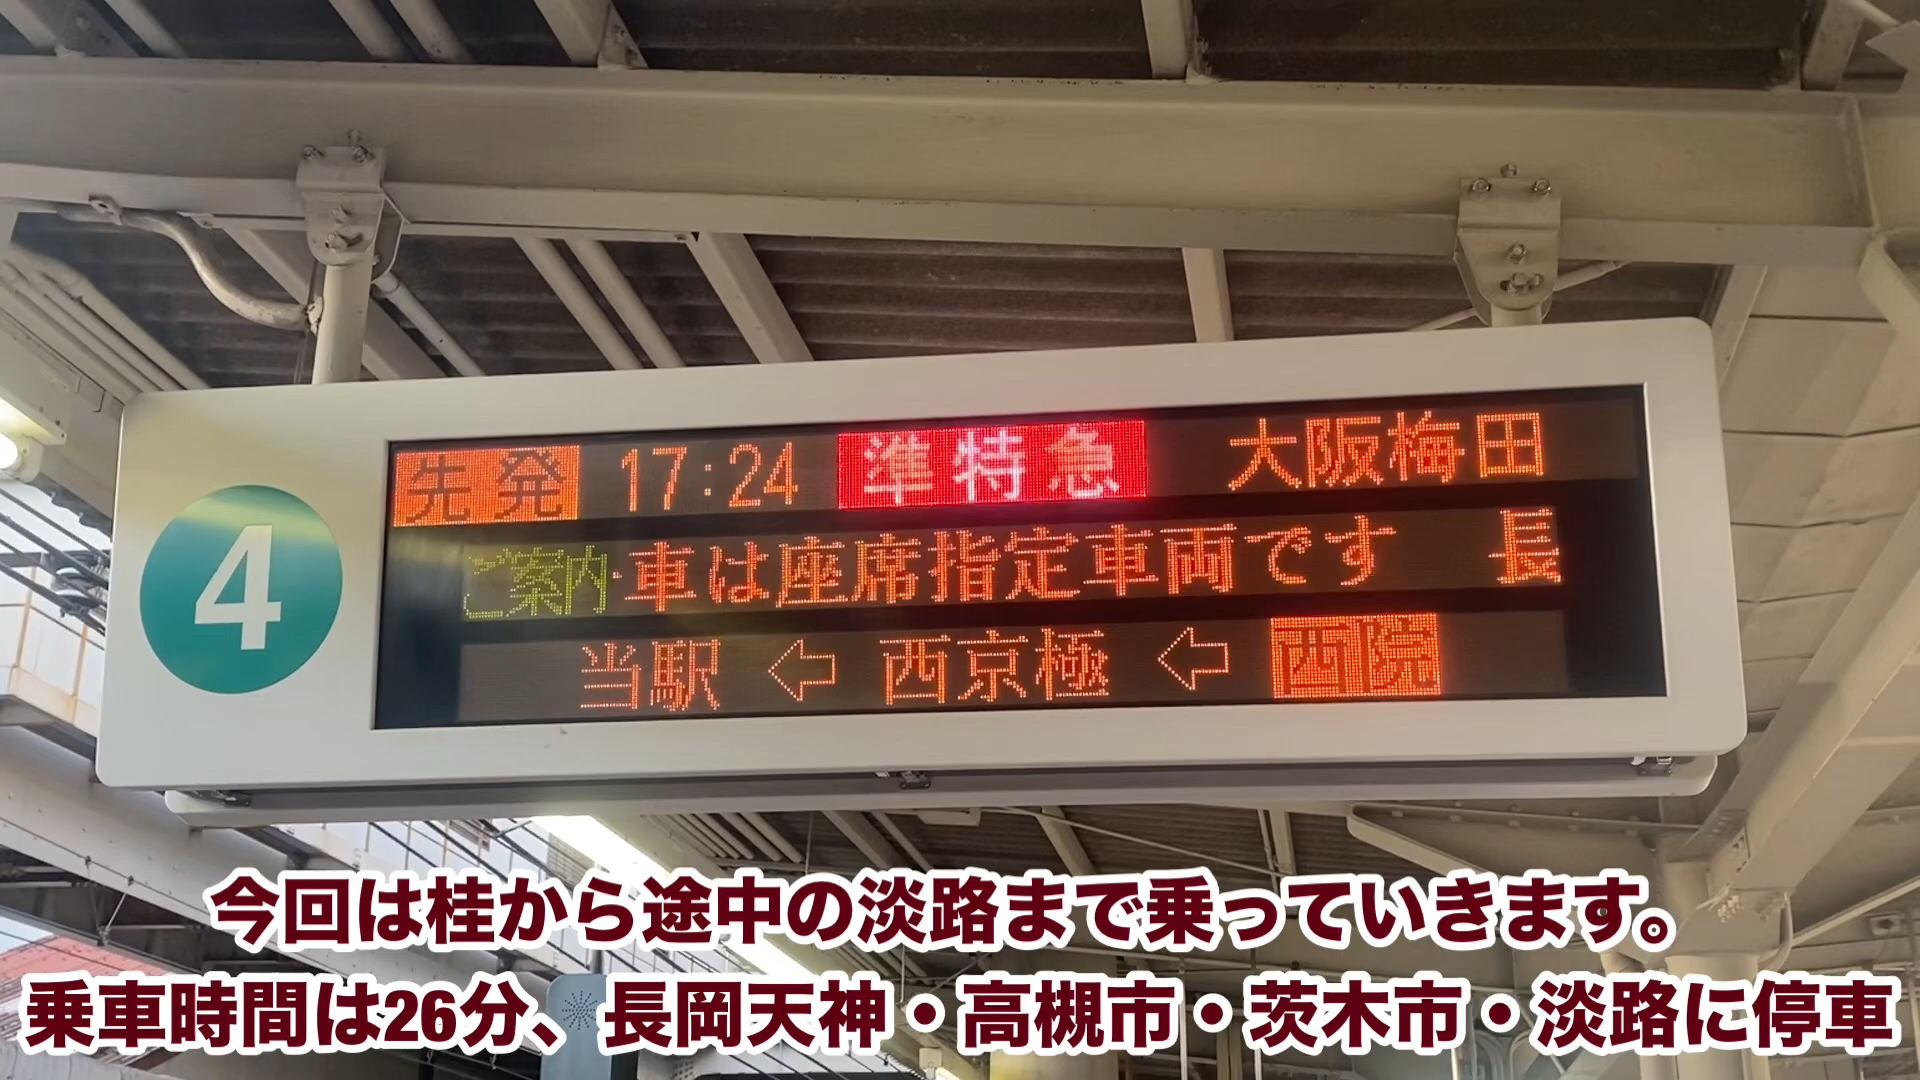 4
先発 17:24 準特急 大阪梅田
ご案内 車は座席指定車両です 長
当駅 ⇦ 西京極 ⇦ 西院
今回は桂から途中の淡路まで乗っていきます。
乗車時間は26分、長岡天神・高槻市・茨木市・淡路に停車